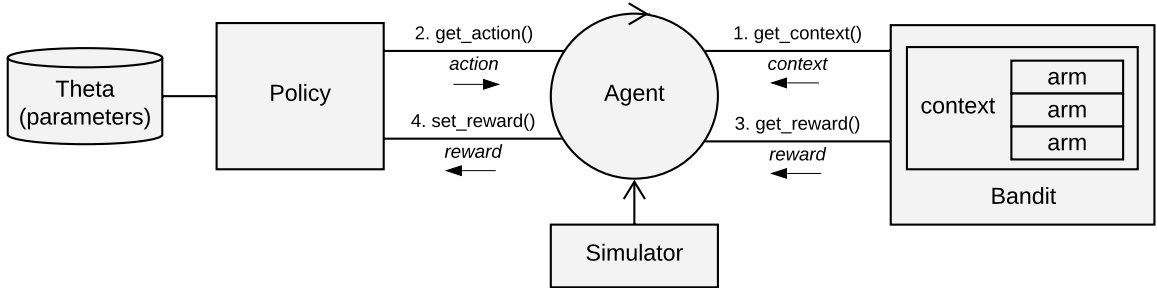 Theta
(parameters)
Policy
2. get_action()
action
4. set_reward()
reward
Agent
Simulator
1. get_context()
context
3. get_reward()
reward
context
arm
arm
arm
Bandit